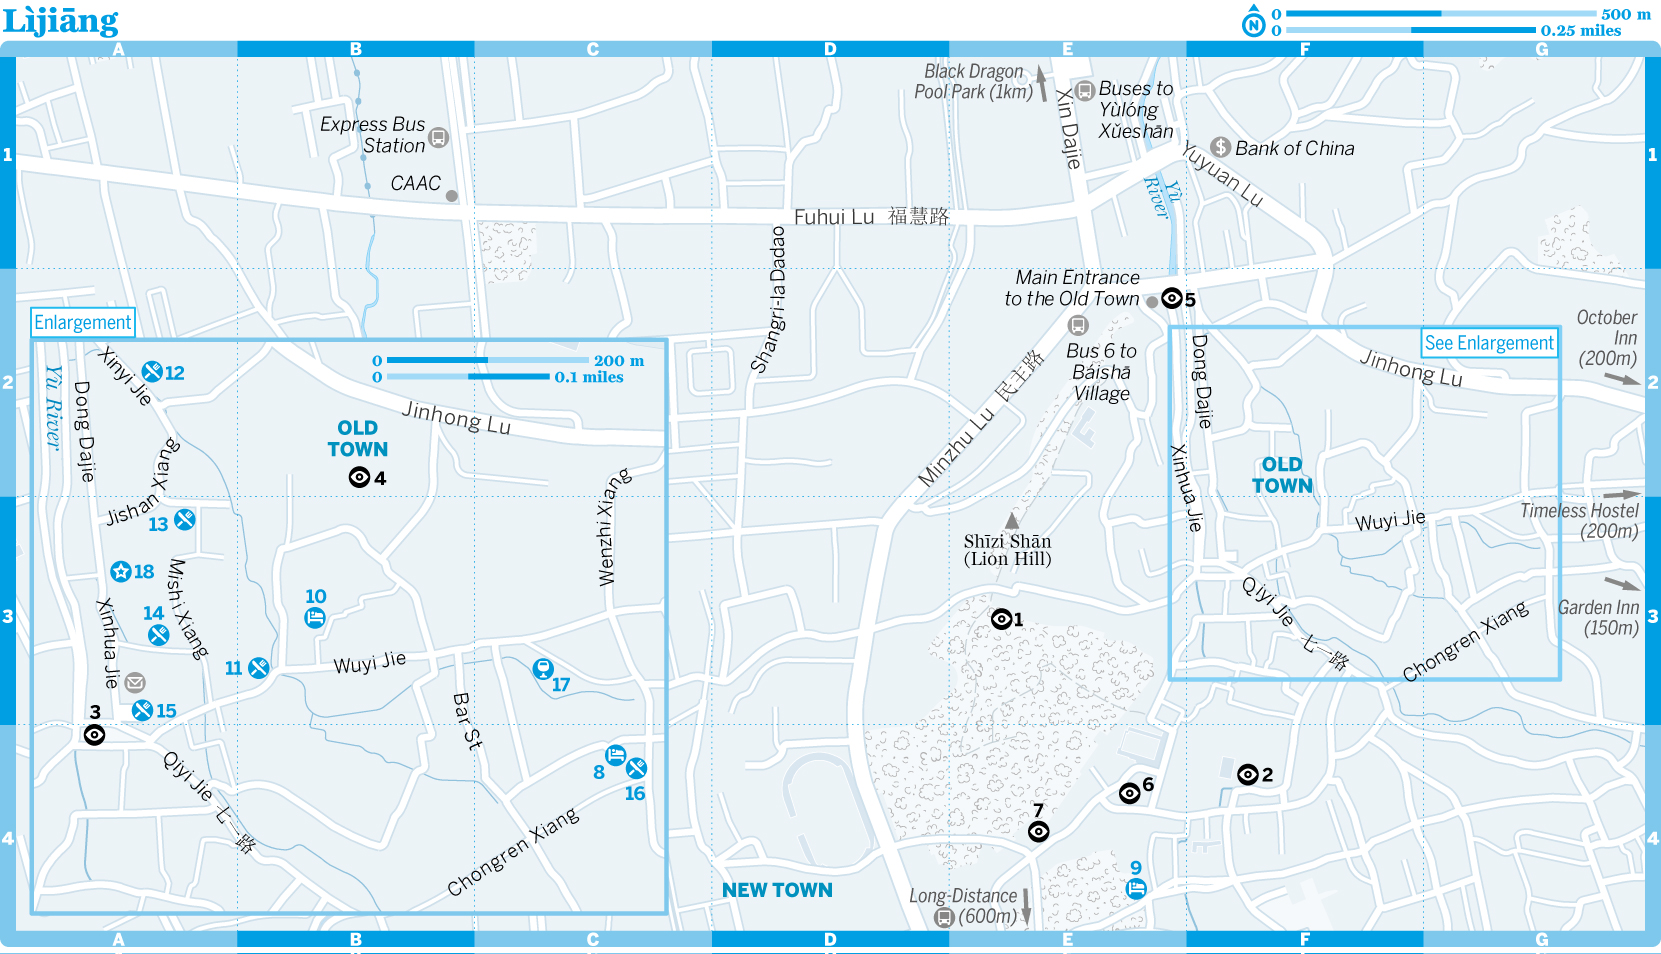 Lìjiāng
0 500 m
N
0 0.25 miles
A B C D E F G
1
1
2
2
3
3
4
4
Black Dragon
Pool Park (1km)
Xin Dajie
Buses to
Yùlóng
Xǔeshān
Express Bus
Station
CAAC
$ Bank of China
Yuyuan Lu
Yù
River
Fuhui Lu 福慧路
Shangri-la Dadao
Main Entrance
to the Old Town
5
Bus 6 to
Báishā
Village
Minzhu Lu 民主路
Dong Dajie
See Enlargement
Jinhong Lu
October
Inn
(200m)
Xinhua Jie
OLD
TOWN
Wuyi Jie
Timeless Hostel
(200m)
Shīzi Shān
(Lion Hill)
Qiyi Jie 七一路
Chongren Xiang
Garden Inn
(150m)
1
2
6
7
9
NEW TOWN
Long-Distance
(600m)
Enlargement
0 200 m
0 0.1 miles
Xinyi Jie
12
Yù River
Dong Dajie
Jinhong Lu
OLD
TOWN
4
Jishan Xiang
13
Wenzhi Xiang
18
Mishi Xiang
10
14
Xinhua Jie
11
Wuyi Jie
17
15
3
Bar St
Qiyi Jie 七一路
8
16
Chongren Xiang
A B C D E F G